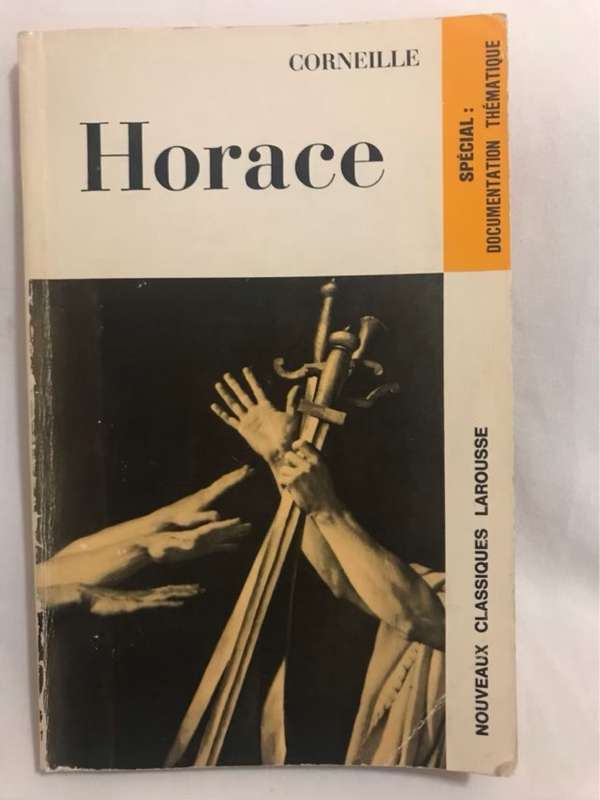 CORNEILLE
Horace
SPÉCIAL :
DOCUMENTATION THÉMATIQUE
NOUVEAUX CLASSIQUES LAROUSSE